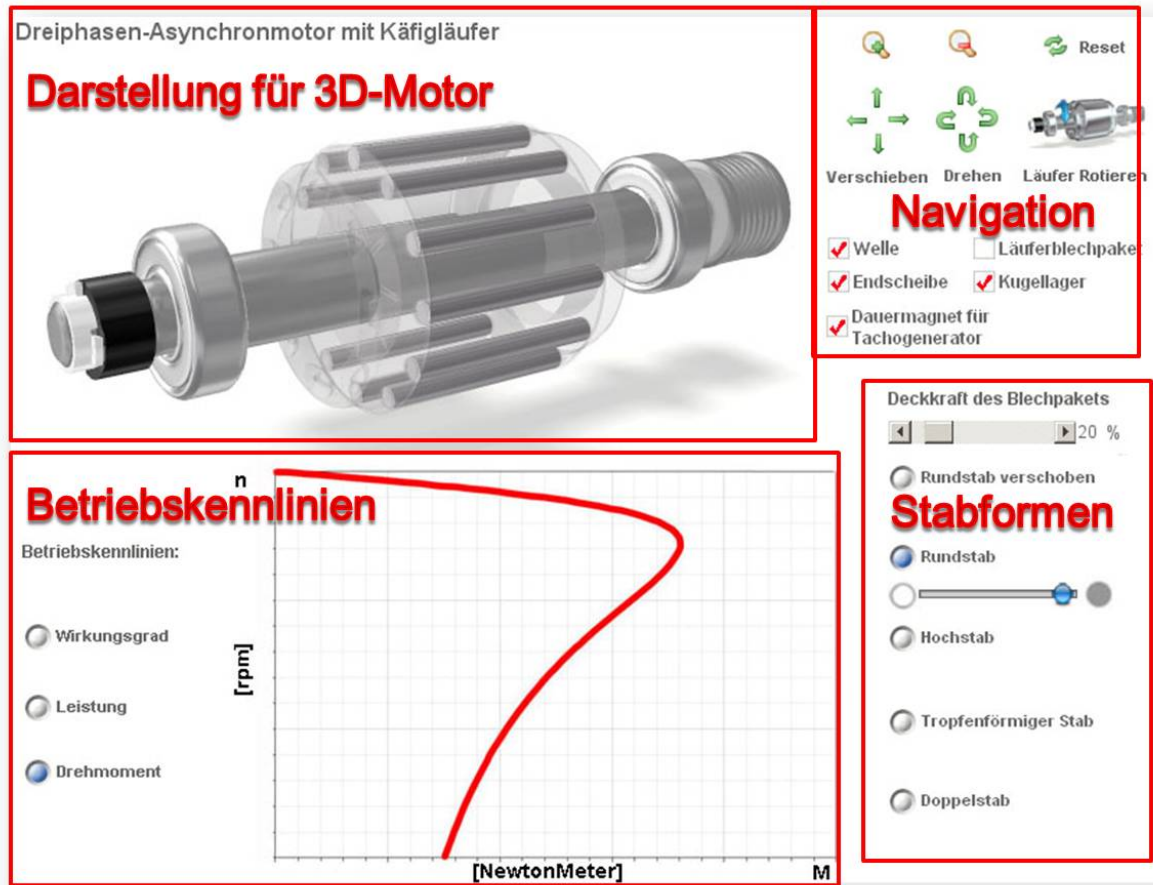 Dreiphasen-Asynchronmotor mit Käfigläufer
Darstellung für 3D-Motor
Reset
Verschieben
Drehen
Läufer Rotieren
Navigation
Welle
Läuferblechpaket
Endscheibe
Kugellager
Dauermagnet für
Tachogenerator
Deckkraft des Blechpakets
20 %
Rundstab verschoben
Stabformen
Rundstab
Hochstab
Tropfenförmiger Stab
Doppelstab
n
Betriebskennlinien
Betriebskennlinien:
Wirkungsgrad
[rpm]
Leistung
Drehmoment
[NewtonMeter]
M